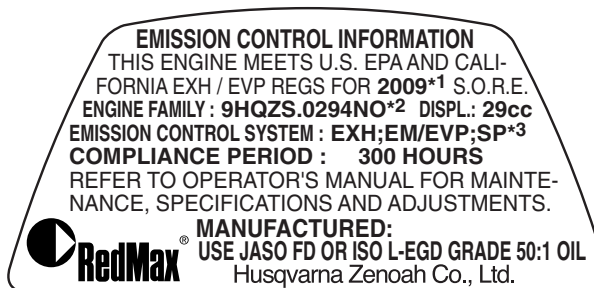 EMISSION CONTROL INFORMATION
THIS ENGINE MEETS U.S. EPA AND CALI-
FORNIA EXH / EVP REGS FOR 2009*1 S.O.R.E.
ENGINE FAMILY : 9HQZS.0294NO*2 DISPL.: 29cc
EMISSION CONTROL SYSTEM : EXH;EM/EVP;SP*3
COMPLIANCE PERIOD : 300 HOURS
REFER TO OPERATOR'S MANUAL FOR MAINTE-
NANCE, SPECIFICATIONS AND ADJUSTMENTS.
MANUFACTURED:
RedMax® USE JASO FD OR ISO L-EGD GRADE 50:1 OIL
Husqvarna Zenoah Co., Ltd.